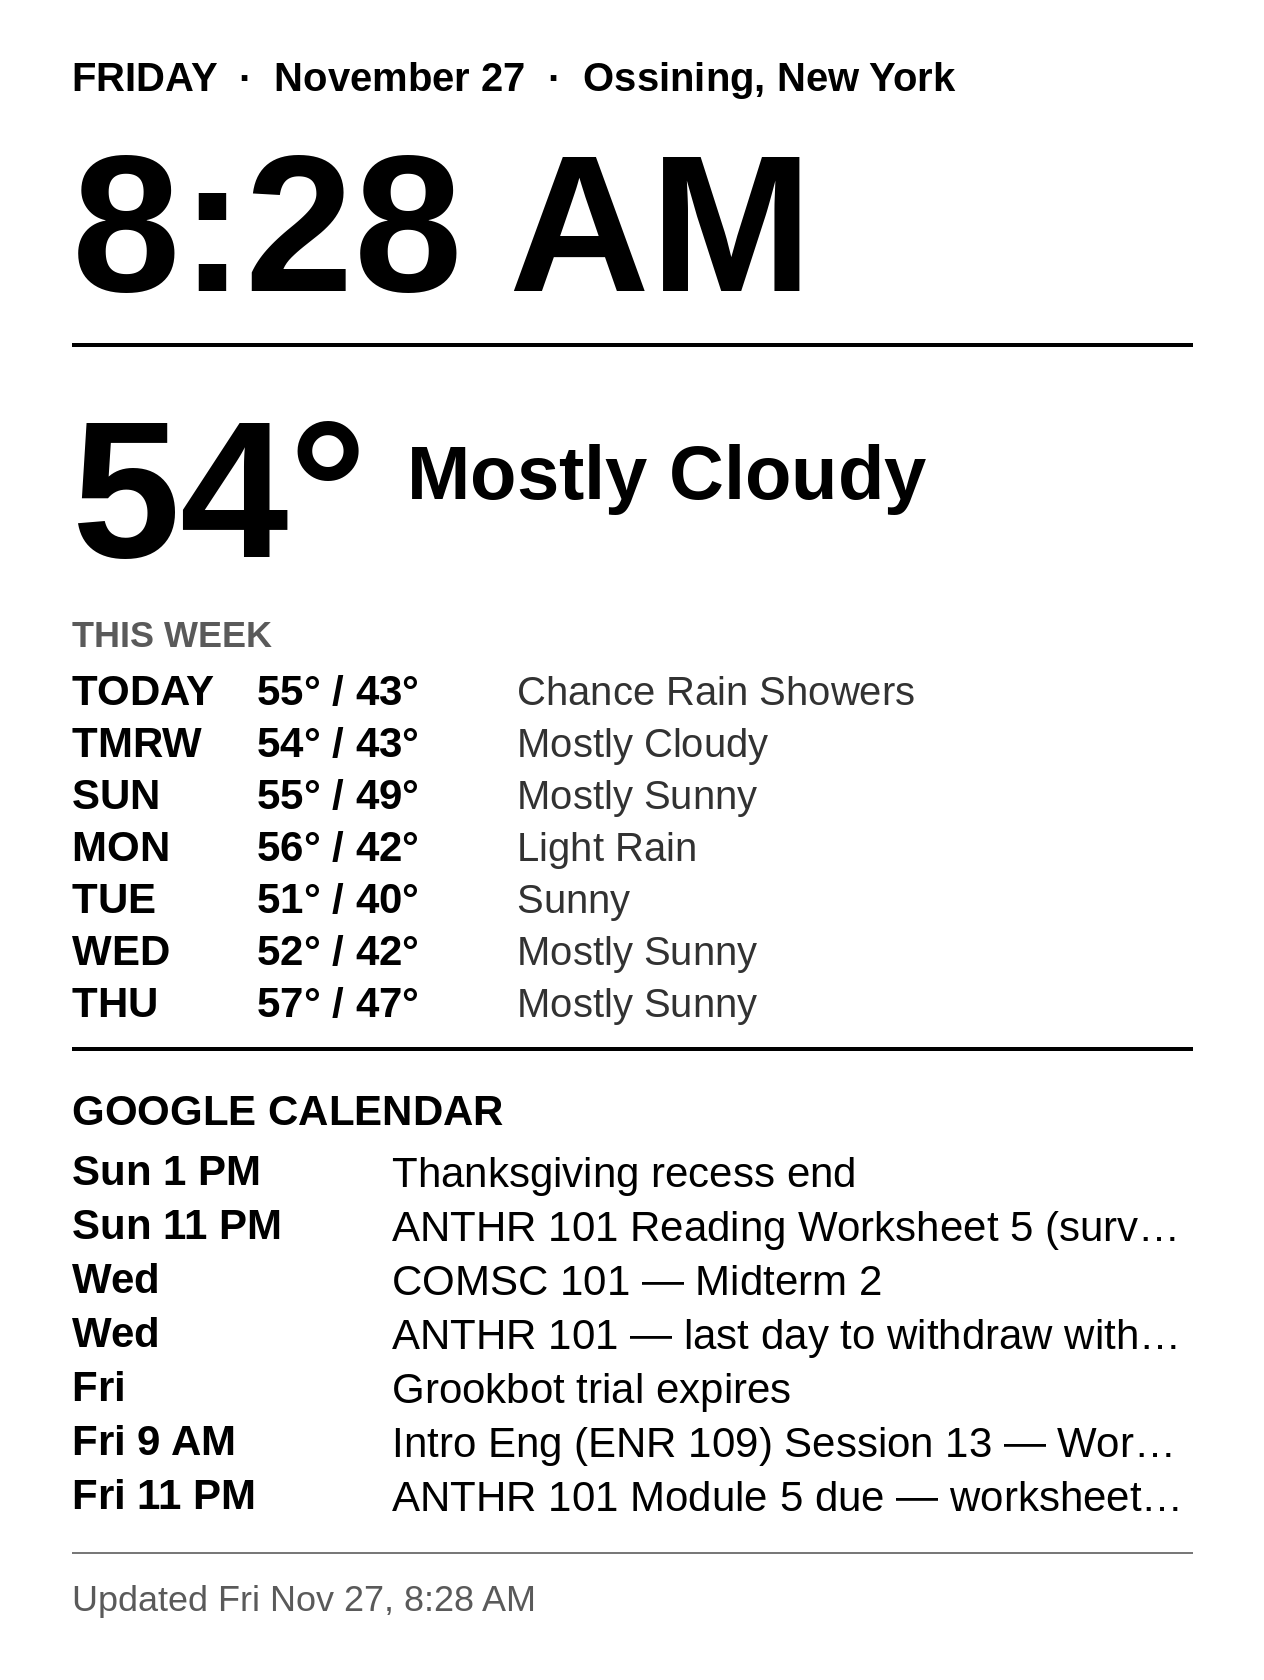 FRIDAY · November 27 · Ossining, New York
8:28 AM
54° Mostly Cloudy
THIS WEEK
TODAY 55° / 43° Chance Rain Showers
TMRW 54° / 43° Mostly Cloudy
SUN 55° / 49° Mostly Sunny
MON 56° / 42° Light Rain
TUE 51° / 40° Sunny
WED 52° / 42° Mostly Sunny
THU 57° / 47° Mostly Sunny
GOOGLE CALENDAR
Sun 1 PM Thanksgiving recess end
Sun 11 PM ANTHR 101 Reading Worksheet 5 (surv…
Wed COMSC 101 — Midterm 2
Wed ANTHR 101 — last day to withdraw with…
Fri Grookbot trial expires
Fri 9 AM Intro Eng (ENR 109) Session 13 — Wor…
Fri 11 PM ANTHR 101 Module 5 due — worksheet…
Updated Fri Nov 27, 8:28 AM